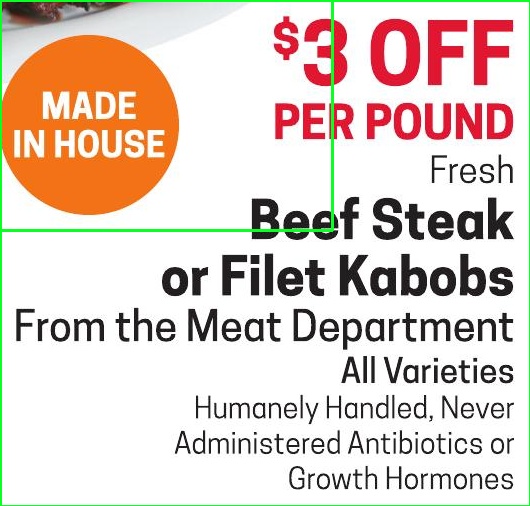 MADE
IN HOUSE
$3 OFF
PER POUND
Fresh
Beef Steak
or Filet Kabobs
From the Meat Department
All Varieties
Humanely Handled, Never
Administered Antibiotics or
Growth Hormones